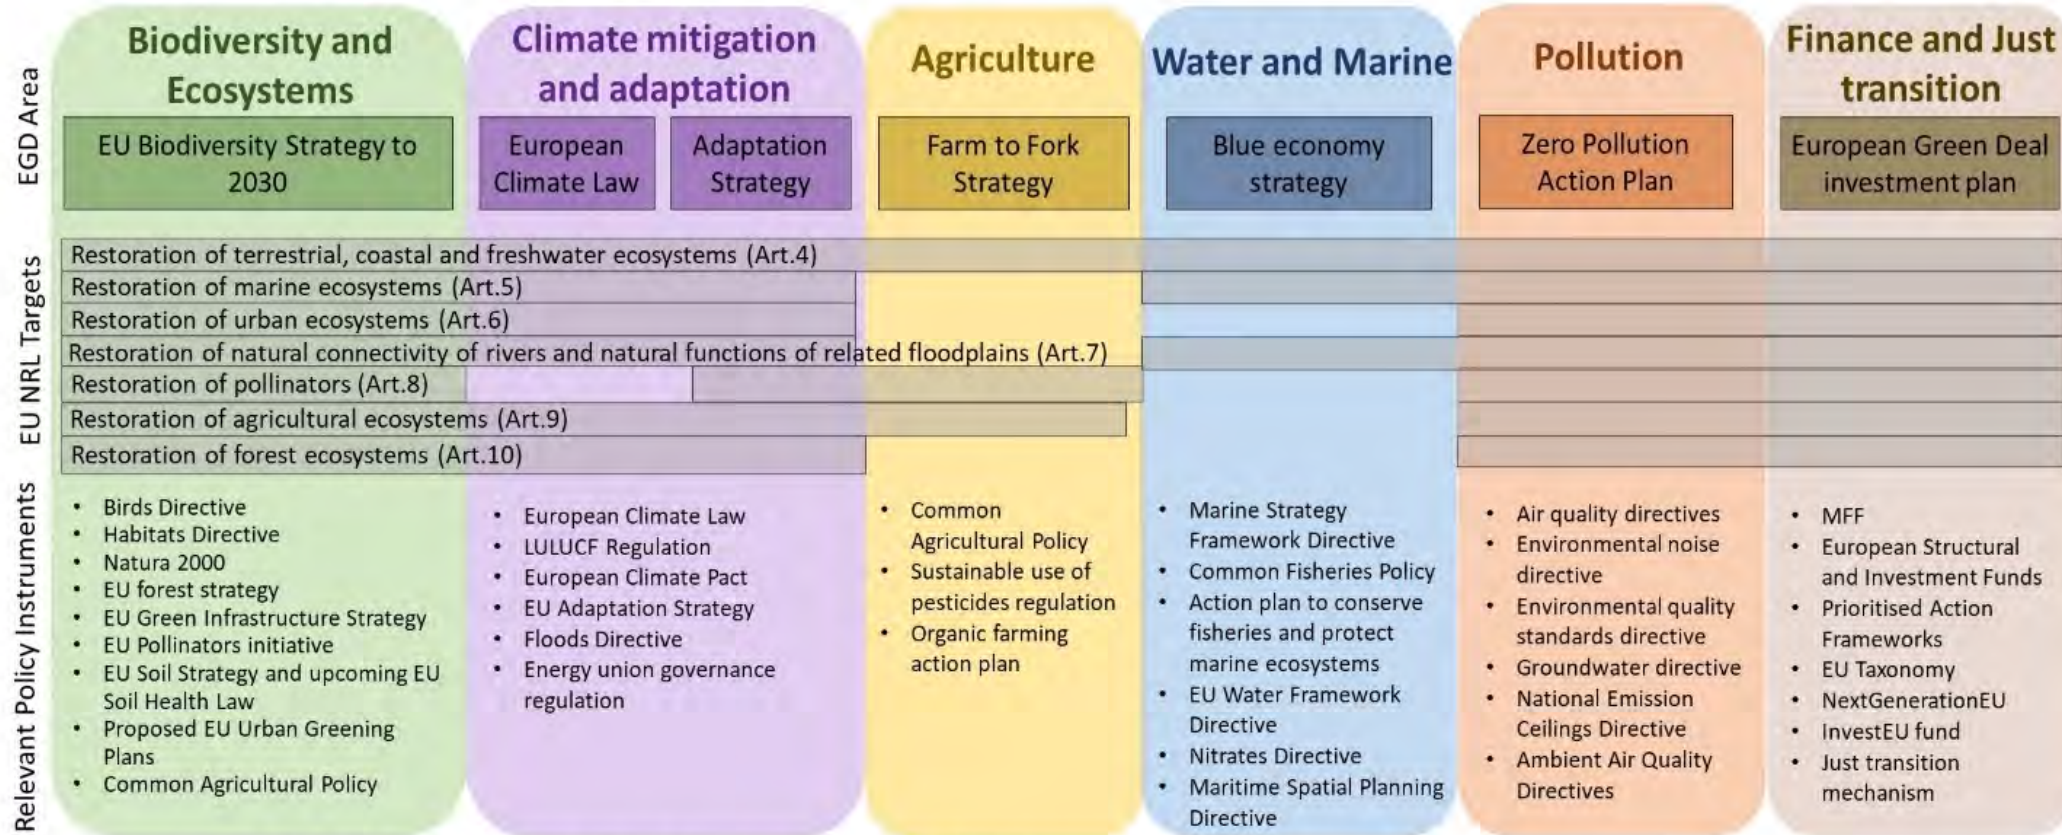 EGD Area
Biodiversity and
Ecosystems
EU Biodiversity Strategy to
2030
Climate mitigation
and adaptation
European
Climate Law
Adaptation
Strategy
Agriculture
Farm to Fork
Strategy
Water and Marine
Blue economy
strategy
Pollution
Zero Pollution
Action Plan
Finance and Just
transition
European Green Deal
investment plan
EU NRL Targets
Restoration of terrestrial, coastal and freshwater ecosystems (Art.4)
Restoration of marine ecosystems (Art.5)
Restoration of urban ecosystems (Art.6)
Restoration of natural connectivity of rivers and natural functions of related floodplains (Art.7)
Restoration of pollinators (Art.8)
Restoration of agricultural ecosystems (Art.9)
Restoration of forest ecosystems (Art.10)
Relevant Policy Instruments
• Birds Directive
• Habitats Directive
• Natura 2000
• EU forest strategy
• EU Green Infrastructure Strategy
• EU Pollinators initiative
• EU Soil Strategy and upcoming EU
Soil Health Law
• Proposed EU Urban Greening
Plans
• Common Agricultural Policy
• European Climate Law
• LULUCF Regulation
• European Climate Pact
• EU Adaptation Strategy
• Floods Directive
• Energy union governance
regulation
• Common
Agricultural Policy
• Sustainable use of
pesticides regulation
• Organic farming
action plan
• Marine Strategy
Framework Directive
• Common Fisheries Policy
• Action plan to conserve
fisheries and protect
marine ecosystems
• EU Water Framework
Directive
• Nitrates Directive
• Maritime Spatial Planning
Directive
• Air quality directives
• Environmental noise
directive
• Environmental quality
standards directive
• Groundwater directive
• National Emission
Ceilings Directive
• Ambient Air Quality
Directives
• MFF
• European Structural
and Investment Funds
• Prioritised Action
Frameworks
• EU Taxonomy
• NextGenerationEU
• InvestEU fund
• Just transition
mechanism